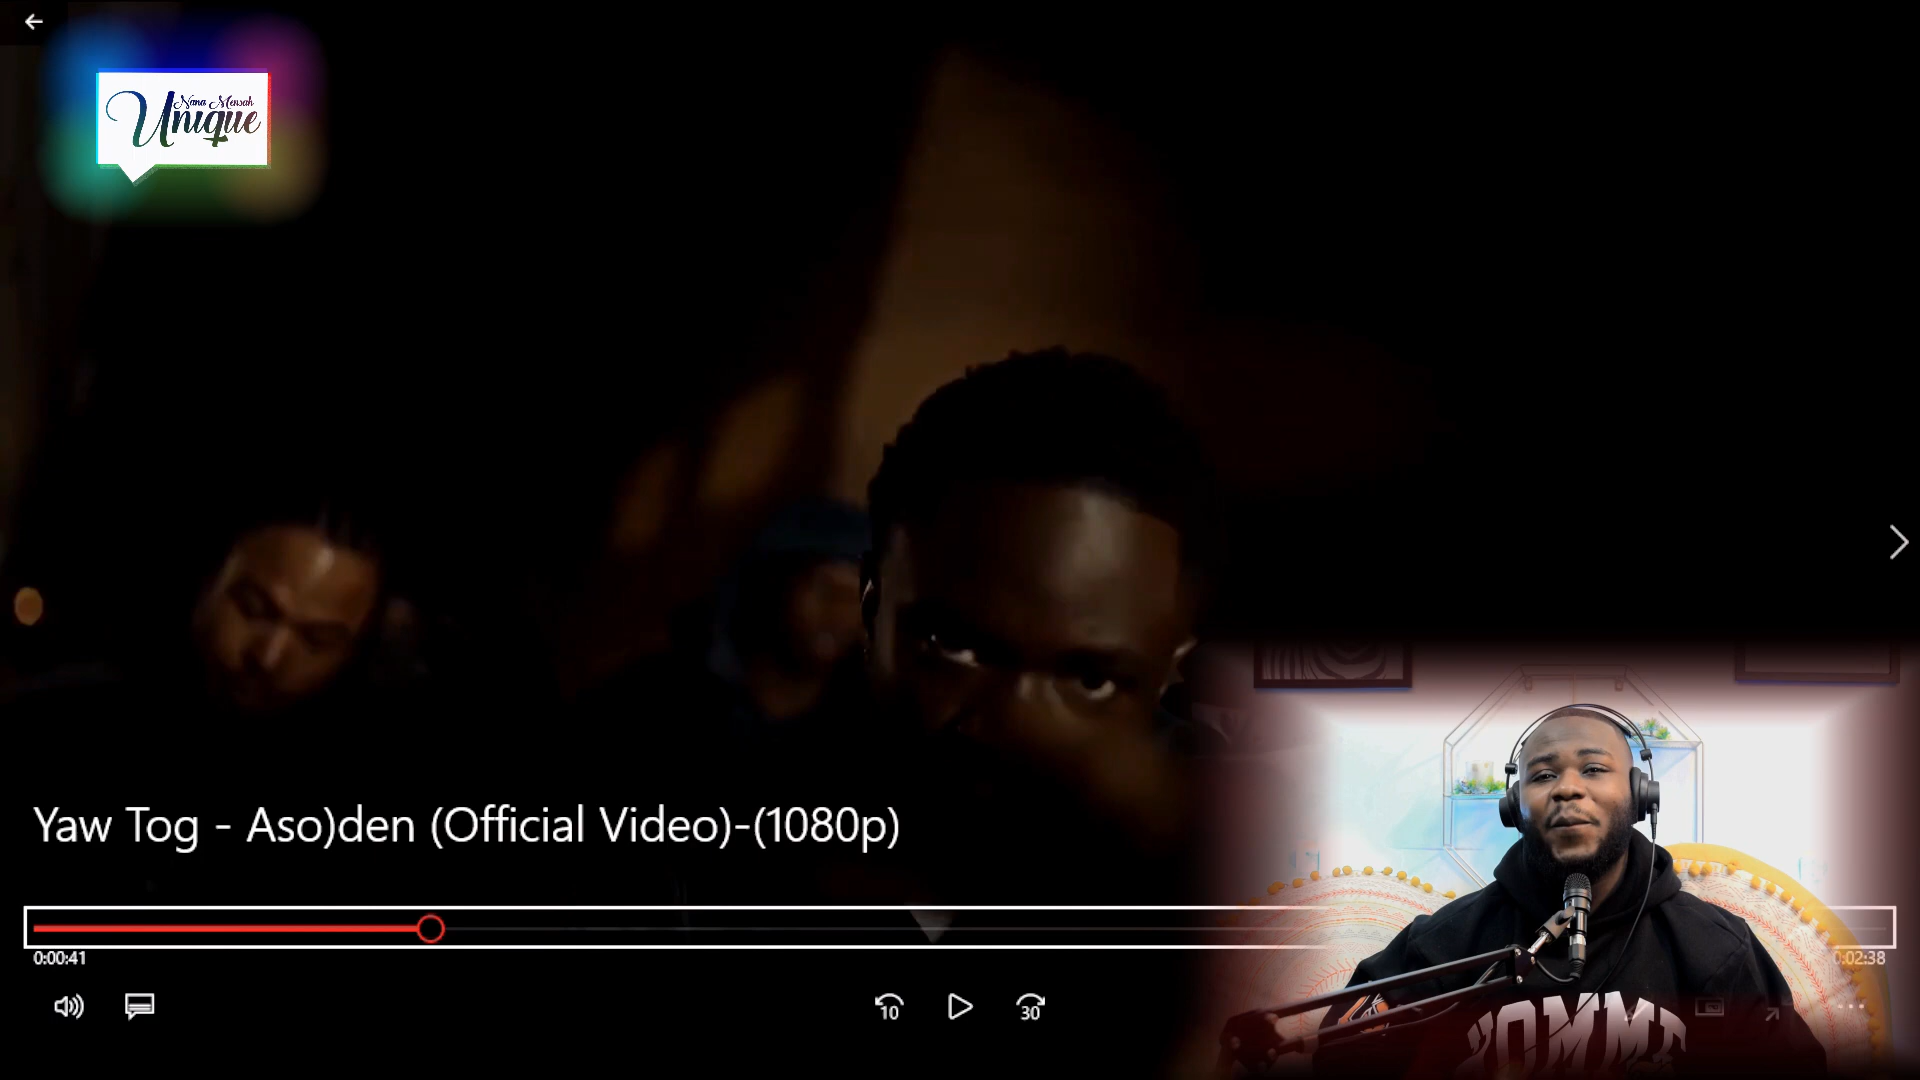 Nana Mensah
Unique
Yaw Tog - Aso)den (Official Video)-(1080p)
0:00:41
0:02:38
10
30